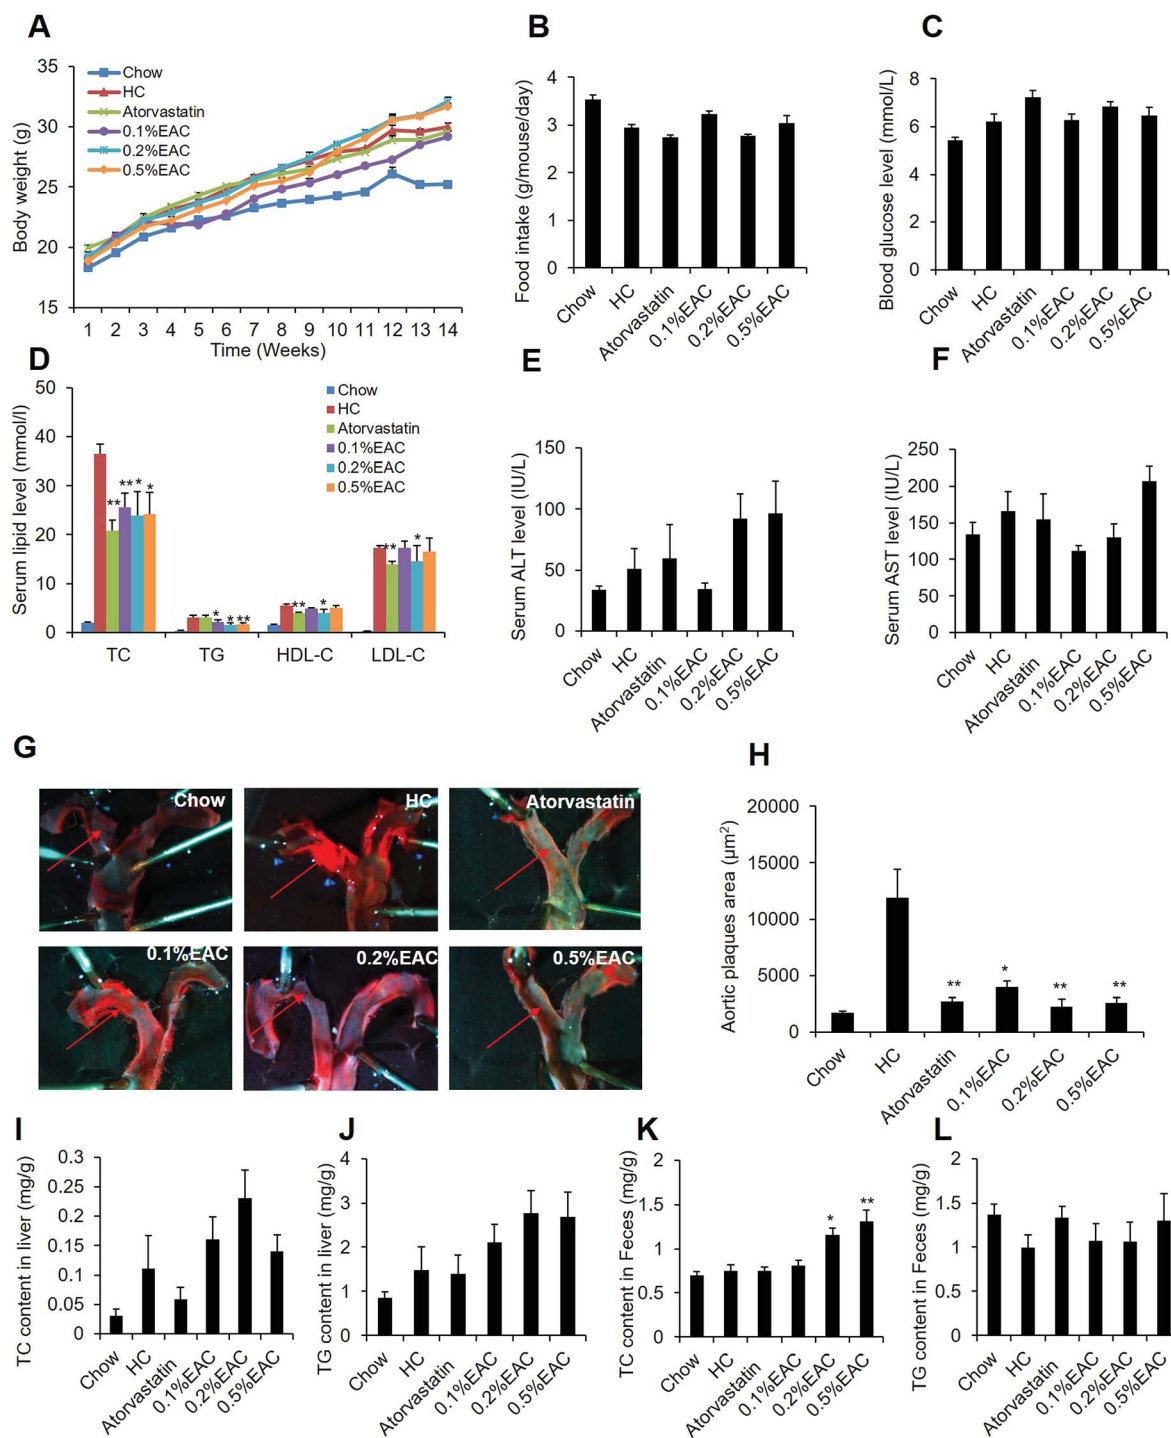 A
35
30
25
20
15
Body weight (g)
Chow
HC
Atorvastatin
0.1%EAC
0.2%EAC
0.5%EAC
1 2 3 4 5 6 7 8 9 10 11 12 13 14
Time (Weeks)
B
4
3
2
1
0
Food intake (g/mouse/day)
Chow
HC
Atorvastatin
0.1%EAC
0.2%EAC
0.5%EAC
C
8
6
4
2
0
Blood glucose level (mmol/L)
Chow
HC
Atorvastatin
0.1%EAC
0.2%EAC
0.5%EAC
D
50
40
30
20
10
0
Serum lipid level (mmol/l)
Chow
HC
Atorvastatin
0.1%EAC
0.2%EAC
0.5%EAC
** ** * *
* * **
** *
** *
TC TG HDL-C LDL-C
E
150
100
50
0
Serum ALT level (IU/L)
Chow
HC
Atorvastatin
0.1%EAC
0.2%EAC
0.5%EAC
F
250
200
150
100
50
0
Serum AST level (IU/L)
Chow
HC
Atorvastatin
0.1%EAC
0.2%EAC
0.5%EAC
G
Chow
HC
Atorvastatin
0.1%EAC
0.2%EAC
0.5%EAC
H
20000
15000
10000
5000
0
Aortic plaques area (µm²)
** * ** **
Chow
HC
Atorvastatin
0.1%EAC
0.2%EAC
0.5%EAC
I
0.3
0.25
0.2
0.15
0.1
0.05
0
TC content in liver (mg/g)
Chow
HC
Atorvastatin
0.1%EAC
0.2%EAC
0.5%EAC
J
4
3
2
1
0
TG content in liver (mg/g)
Chow
HC
Atorvastatin
0.1%EAC
0.2%EAC
0.5%EAC
K
2
1.5
1
0.5
0
TC content in Feces (mg/g)
* **
Chow
HC
Atorvastatin
0.1%EAC
0.2%EAC
0.5%EAC
L
2
1.5
1
0.5
0
TG content in Feces (mg/g)
Chow
HC
Atorvastatin
0.1%EAC
0.2%EAC
0.5%EAC